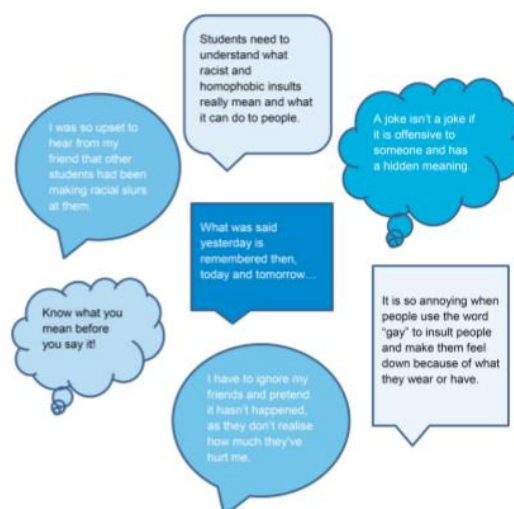 Students need to
understand what
racist and
homophobic insults
really mean and what
it can do to people.
I was so upset to
hear from my
friend that other
students had been
making racial slurs
at them.
A joke isn't a joke if
it is offensive to
someone and has
a hidden meaning.
What was said
yesterday is
remembered then,
today and tomorrow…
Know what you
mean before
you say it!
It is so annoying when
people use the word
"gay" to insult people
and make them feel
down because of what
they wear or have.
I have to ignore my
friends and pretend
it hasn't happened,
as they don't realise
how much they've
hurt me.